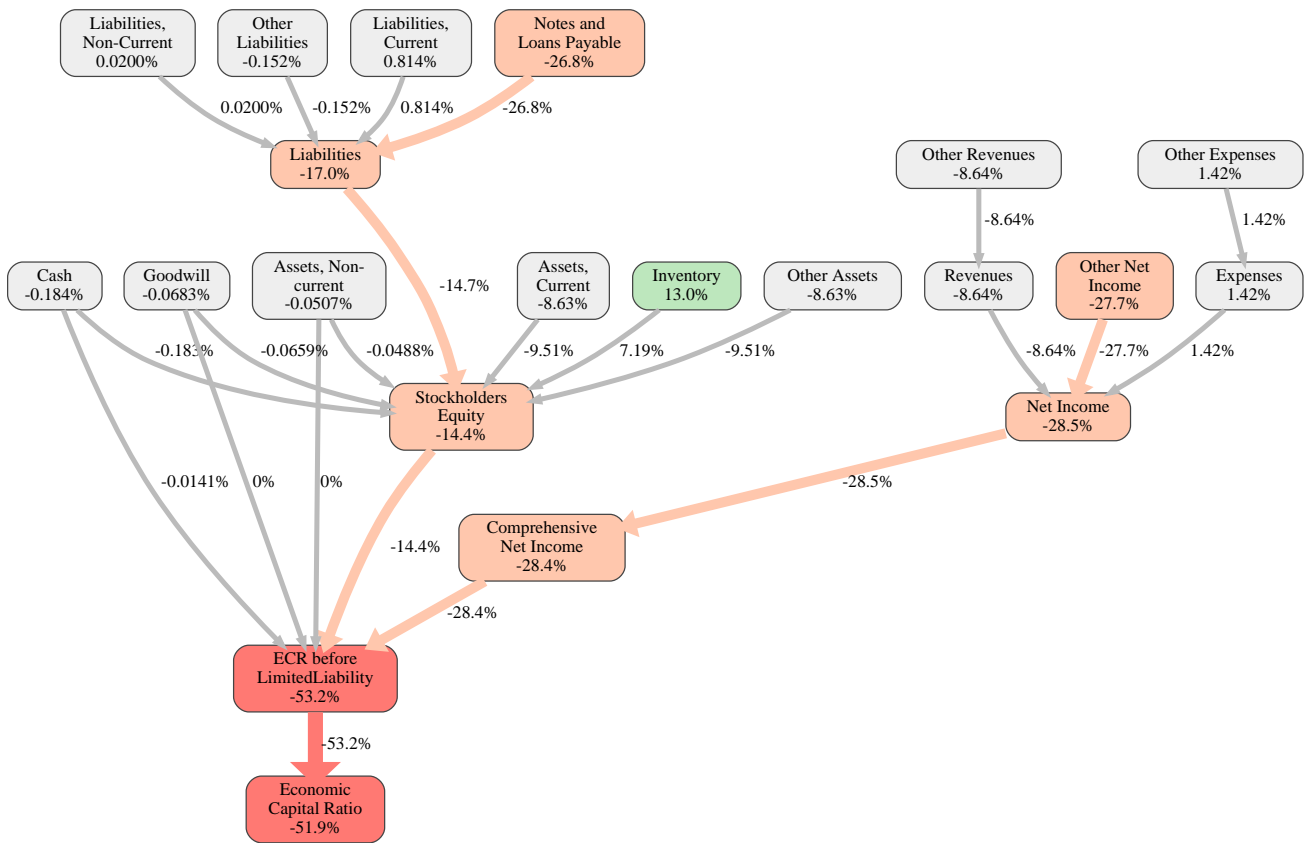 Liabilities,
Non-Current
0.0200%
Other
Liabilities
-0.152%
Liabilities,
Current
0.814%
Notes and
Loans Payable
-26.8%
0.0200%
-0.152%
0.814%
-26.8%
Liabilities
-17.0%
Other Revenues
-8.64%
Other Expenses
1.42%
-8.64%
1.42%
Cash
-0.184%
Goodwill
-0.0683%
Assets, Non-
current
-0.0507%
-14.7%
Assets,
Current
-8.63%
Inventory
13.0%
Other Assets
-8.63%
Revenues
-8.64%
Other Net
Income
-27.7%
Expenses
1.42%
-0.183%
-0.0659%
-0.0488%
-9.51%
7.19%
-9.51%
-8.64%
-27.7%
1.42%
Stockholders
Equity
-14.4%
Net Income
-28.5%
-0.0141%
0%
0%
-28.5%
-14.4%
Comprehensive
Net Income
-28.4%
-28.4%
ECR before
LimitedLiability
-53.2%
-53.2%
Economic
Capital Ratio
-51.9%